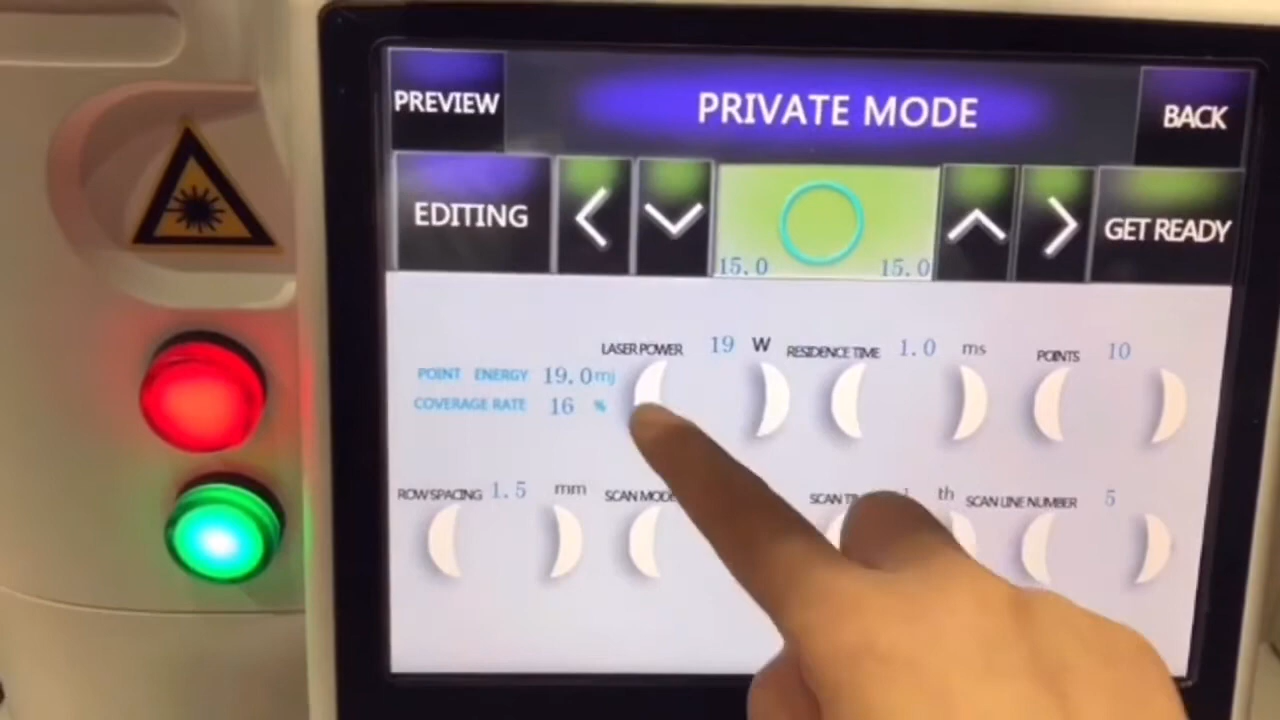 PREVIEW
PRIVATE MODE
BACK
EDITING
15.0
15.0
GET READY
LASER POWER 19 W
RESIDENCE TIME 1.0 ms
POINTS 10
POINT ENERGY 19.0 mj
COVERAGE RATE 16 %
ROW SPACING 1.5 mm
SCAN MODE
SCAN
th
SCAN LINE NUMBER 5